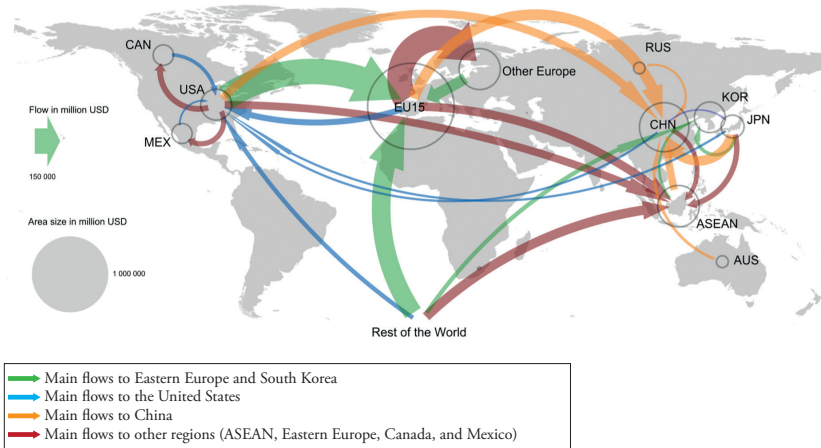 CAN
RUS
Other Europe
USA
KOR
Flow in million USD
EU15
CHN
JPN
MEX
150 000
Area size in million USD
ASEAN
1 000 000
AUS
Rest of the World
Main flows to Eastern Europe and South Korea
Main flows to the United States
Main flows to China
Main flows to other regions (ASEAN, Eastern Europe, Canada, and Mexico)